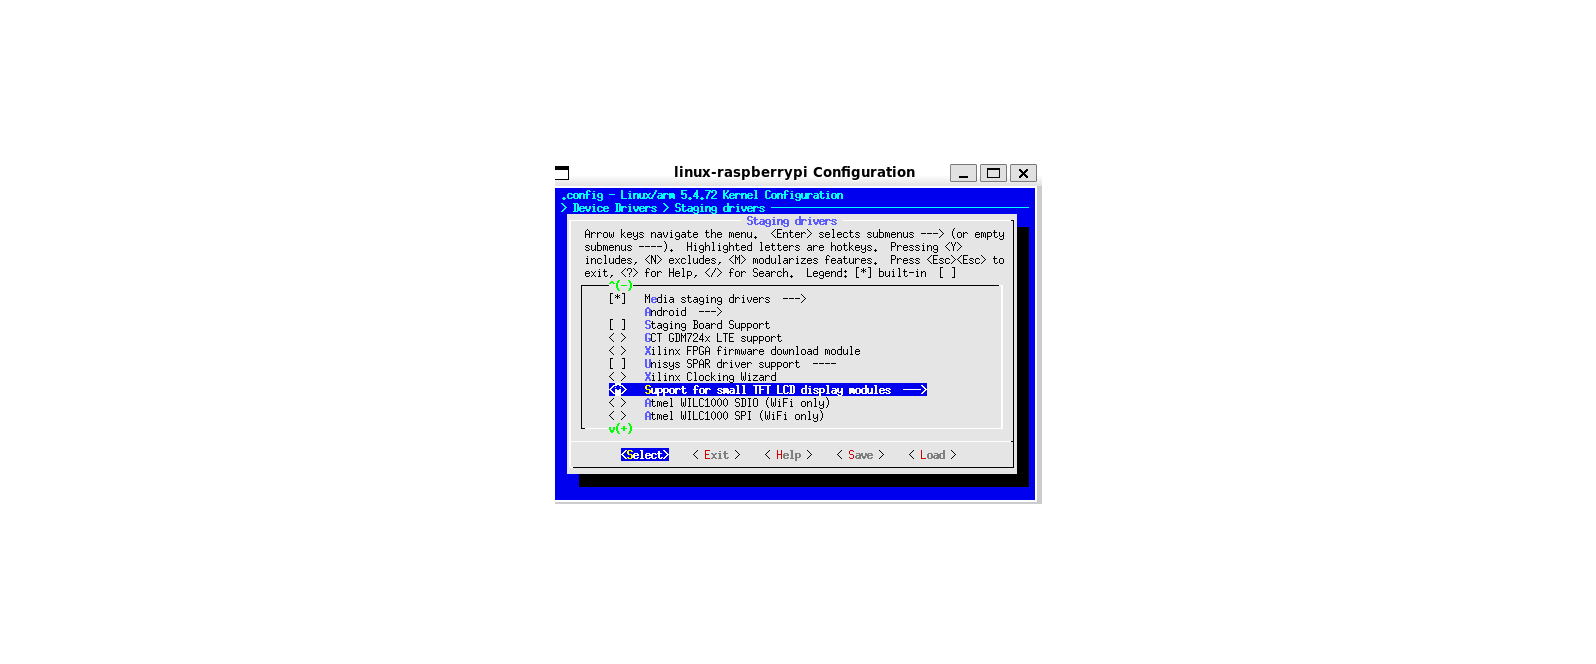 linux-raspberrypi Configuration
.config - Linux/arm 5.4.72 Kernel Configuration
> Device Drivers > Staging drivers
Staging drivers
Arrow keys navigate the menu.  <Enter> selects submenus ---> (or empty
submenus ----).  Highlighted letters are hotkeys.  Pressing <Y>
includes, <N> excludes, <M> modularizes features.  Press <Esc><Esc> to
exit, <?> for Help, </> for Search.  Legend: [*] built-in  [ ]
^(-)
[*]   Media staging drivers  --->
Android  --->
[ ]   Staging Board Support
< >   GCT GDM724x LTE support
< >   Xilinx FPGA firmware download module
[ ]   Unisys SPAR driver support  ----
< >   Xilinx Clocking Wizard
Support for small TFT LCD display modules  --->
< >   Atmel WILC1000 SDIO (WiFi only)
< >   Atmel WILC1000 SPI (WiFi only)
v(+)
<Select>    < Exit >    < Help >    < Save >    < Load >